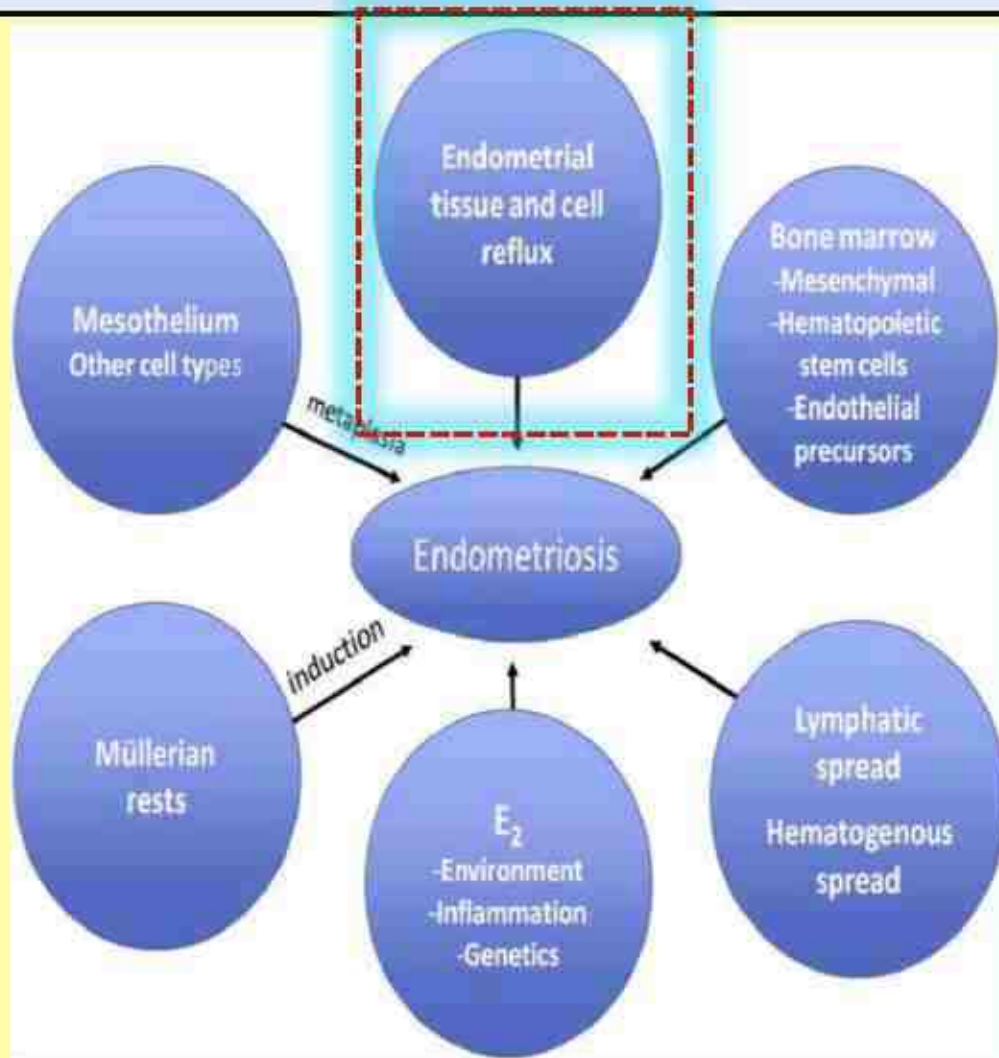 Endometrial
tissue and cell
reflux
Mesothelium
Other cell types
metaplasia
Bone marrow
-Mesenchymal
-Hematopoietic
stem cells
-Endothelial
precursors
Endometriosis
induction
Müllerian
rests
E₂
-Environment
-Inflammation
-Genetics
Lymphatic
spread
Hematogenous
spread